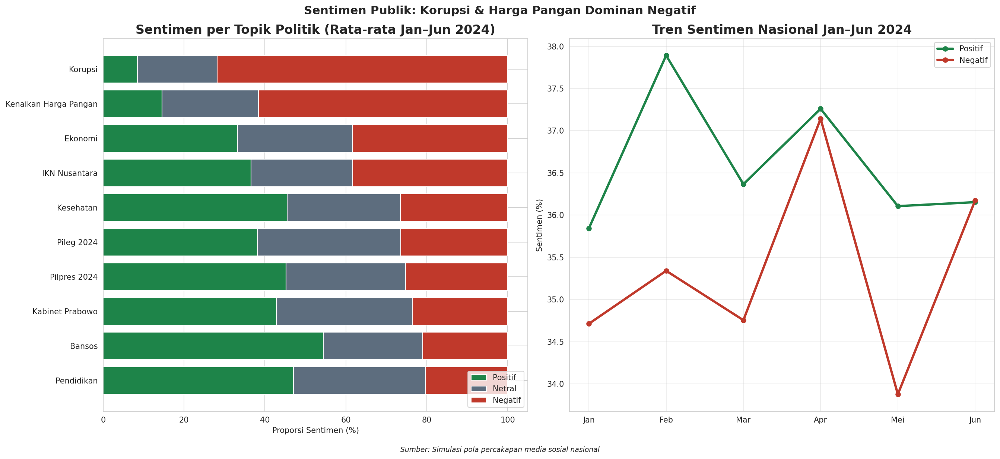 Sentimen Publik: Korupsi & Harga Pangan Dominan Negatif
Sentimen per Topik Politik (Rata-rata Jan–Jun 2024)
Korupsi
Kenaikan Harga Pangan
Ekonomi
IKN Nusantara
Kesehatan
Pileg 2024
Pilpres 2024
Kabinet Prabowo
Bansos
Pendidikan
Positif
Netral
Negatif
0 20 40 60 80 100
Proporsi Sentimen (%)
Tren Sentimen Nasional Jan–Jun 2024
Positif
Negatif
Sentimen (%)
38.0
37.5
37.0
36.5
36.0
35.5
35.0
34.5
34.0
Jan Feb Mar Apr Mei Jun
Sumber: Simulasi pola percakapan media sosial nasional